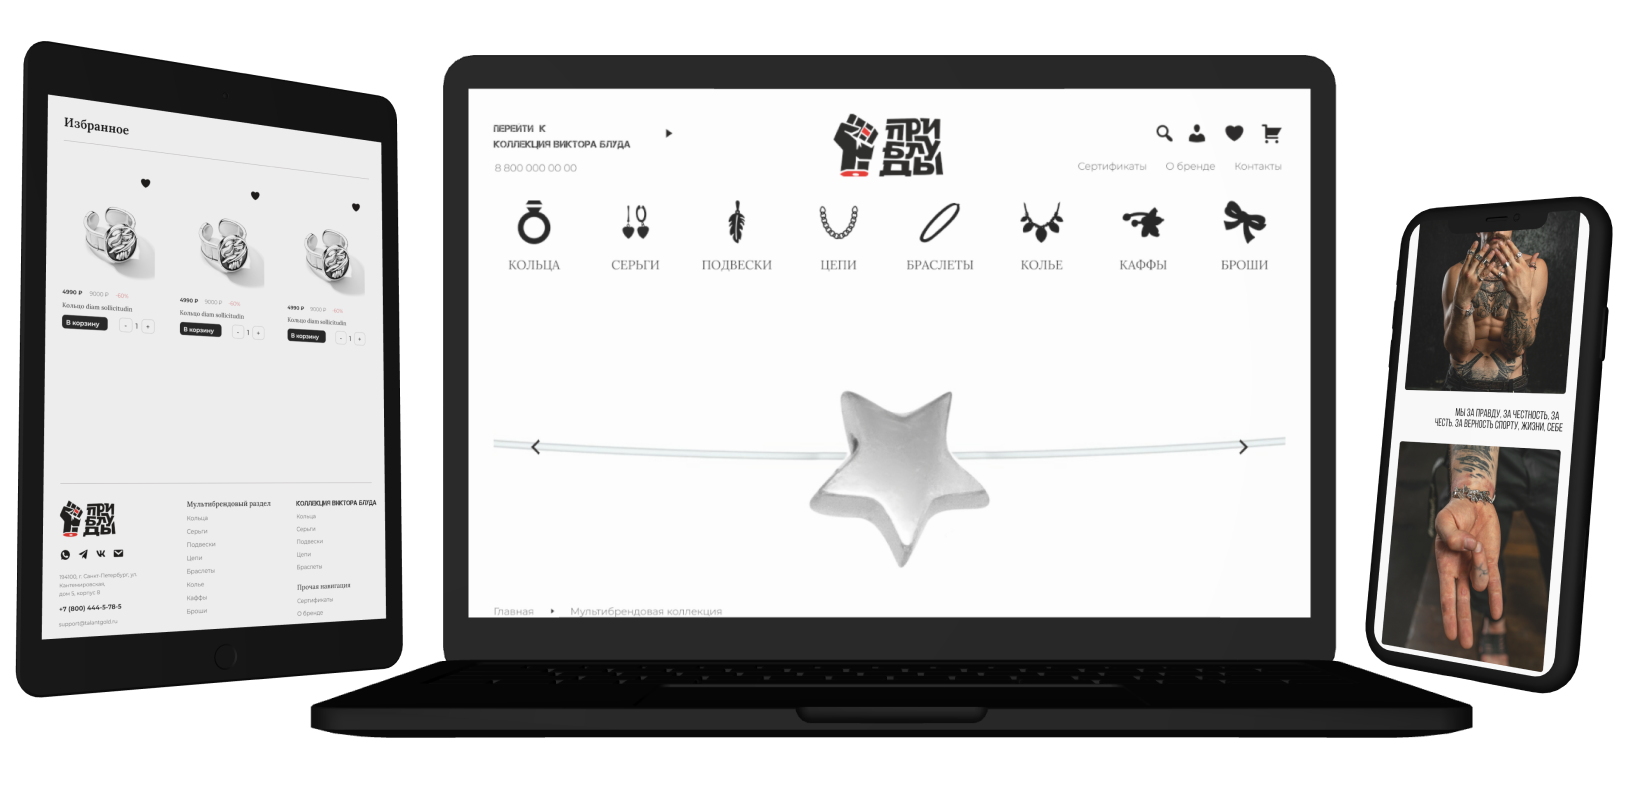 Избранное
4990 ₽ 9000 ₽ -60%
Кольцо diam sollicitudin
В корзину - 1 +
4990 ₽ 9000 ₽ -60%
Кольцо diam sollicitudin
В корзину - 1 +
4990 ₽ 9000 ₽ -60%
Кольцо diam sollicitudin
В корзину - 1 +
ПРИ
БЛУ
ДЫ
194100, г. Санкт-Петербург, ул.
Кантемировская,
дом 5, корпус 8
+7 (800) 444-5-78-5
support@talantgold.ru
Мультибрендовый раздел
Кольца
Серьги
Подвески
Цепи
Браслеты
Колье
Каффы
Броши
КОЛЛЕКЦИЯ ВИКТОРА БЛУДА
Кольца
Серьги
Подвески
Цепи
Браслеты
Прочая навигация
Сертификаты
О бренде
ПЕРЕЙТИ К
КОЛЛЕКЦИЯ ВИКТОРА БЛУДА
8 800 000 00 00
ПРИ
БЛУ
ДЫ
Сертификаты О бренде Контакты
КОЛЬЦА СЕРЬГИ ПОДВЕСКИ ЦЕПИ БРАСЛЕТЫ КОЛЬЕ КАФФЫ БРОШИ
Главная Мультибрендовая коллекция
МЫ ЗА ПРАВДУ, ЗА ЧЕСТНОСТЬ, ЗА
ЧЕСТЬ. ЗА ВЕРНОСТЬ СПОРТУ, ЖИЗНИ, СЕБЕ